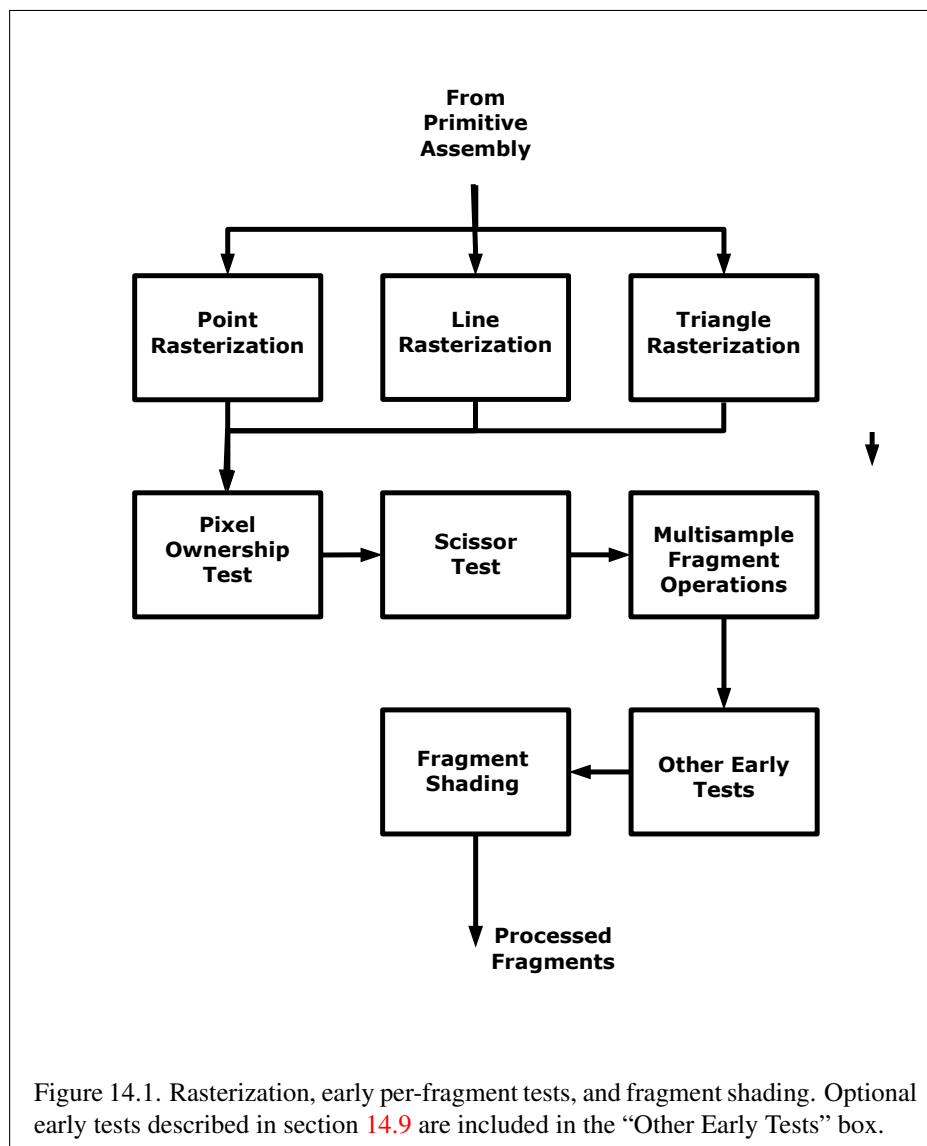 From
Primitive
Assembly
Point
Rasterization
Line
Rasterization
Triangle
Rasterization
Pixel
Ownership
Test
Scissor
Test
Multisample
Fragment
Operations
Fragment
Shading
Other Early
Tests
Processed
Fragments
Figure 14.1. Rasterization, early per-fragment tests, and fragment shading. Optional
early tests described in section 14.9 are included in the “Other Early Tests” box.